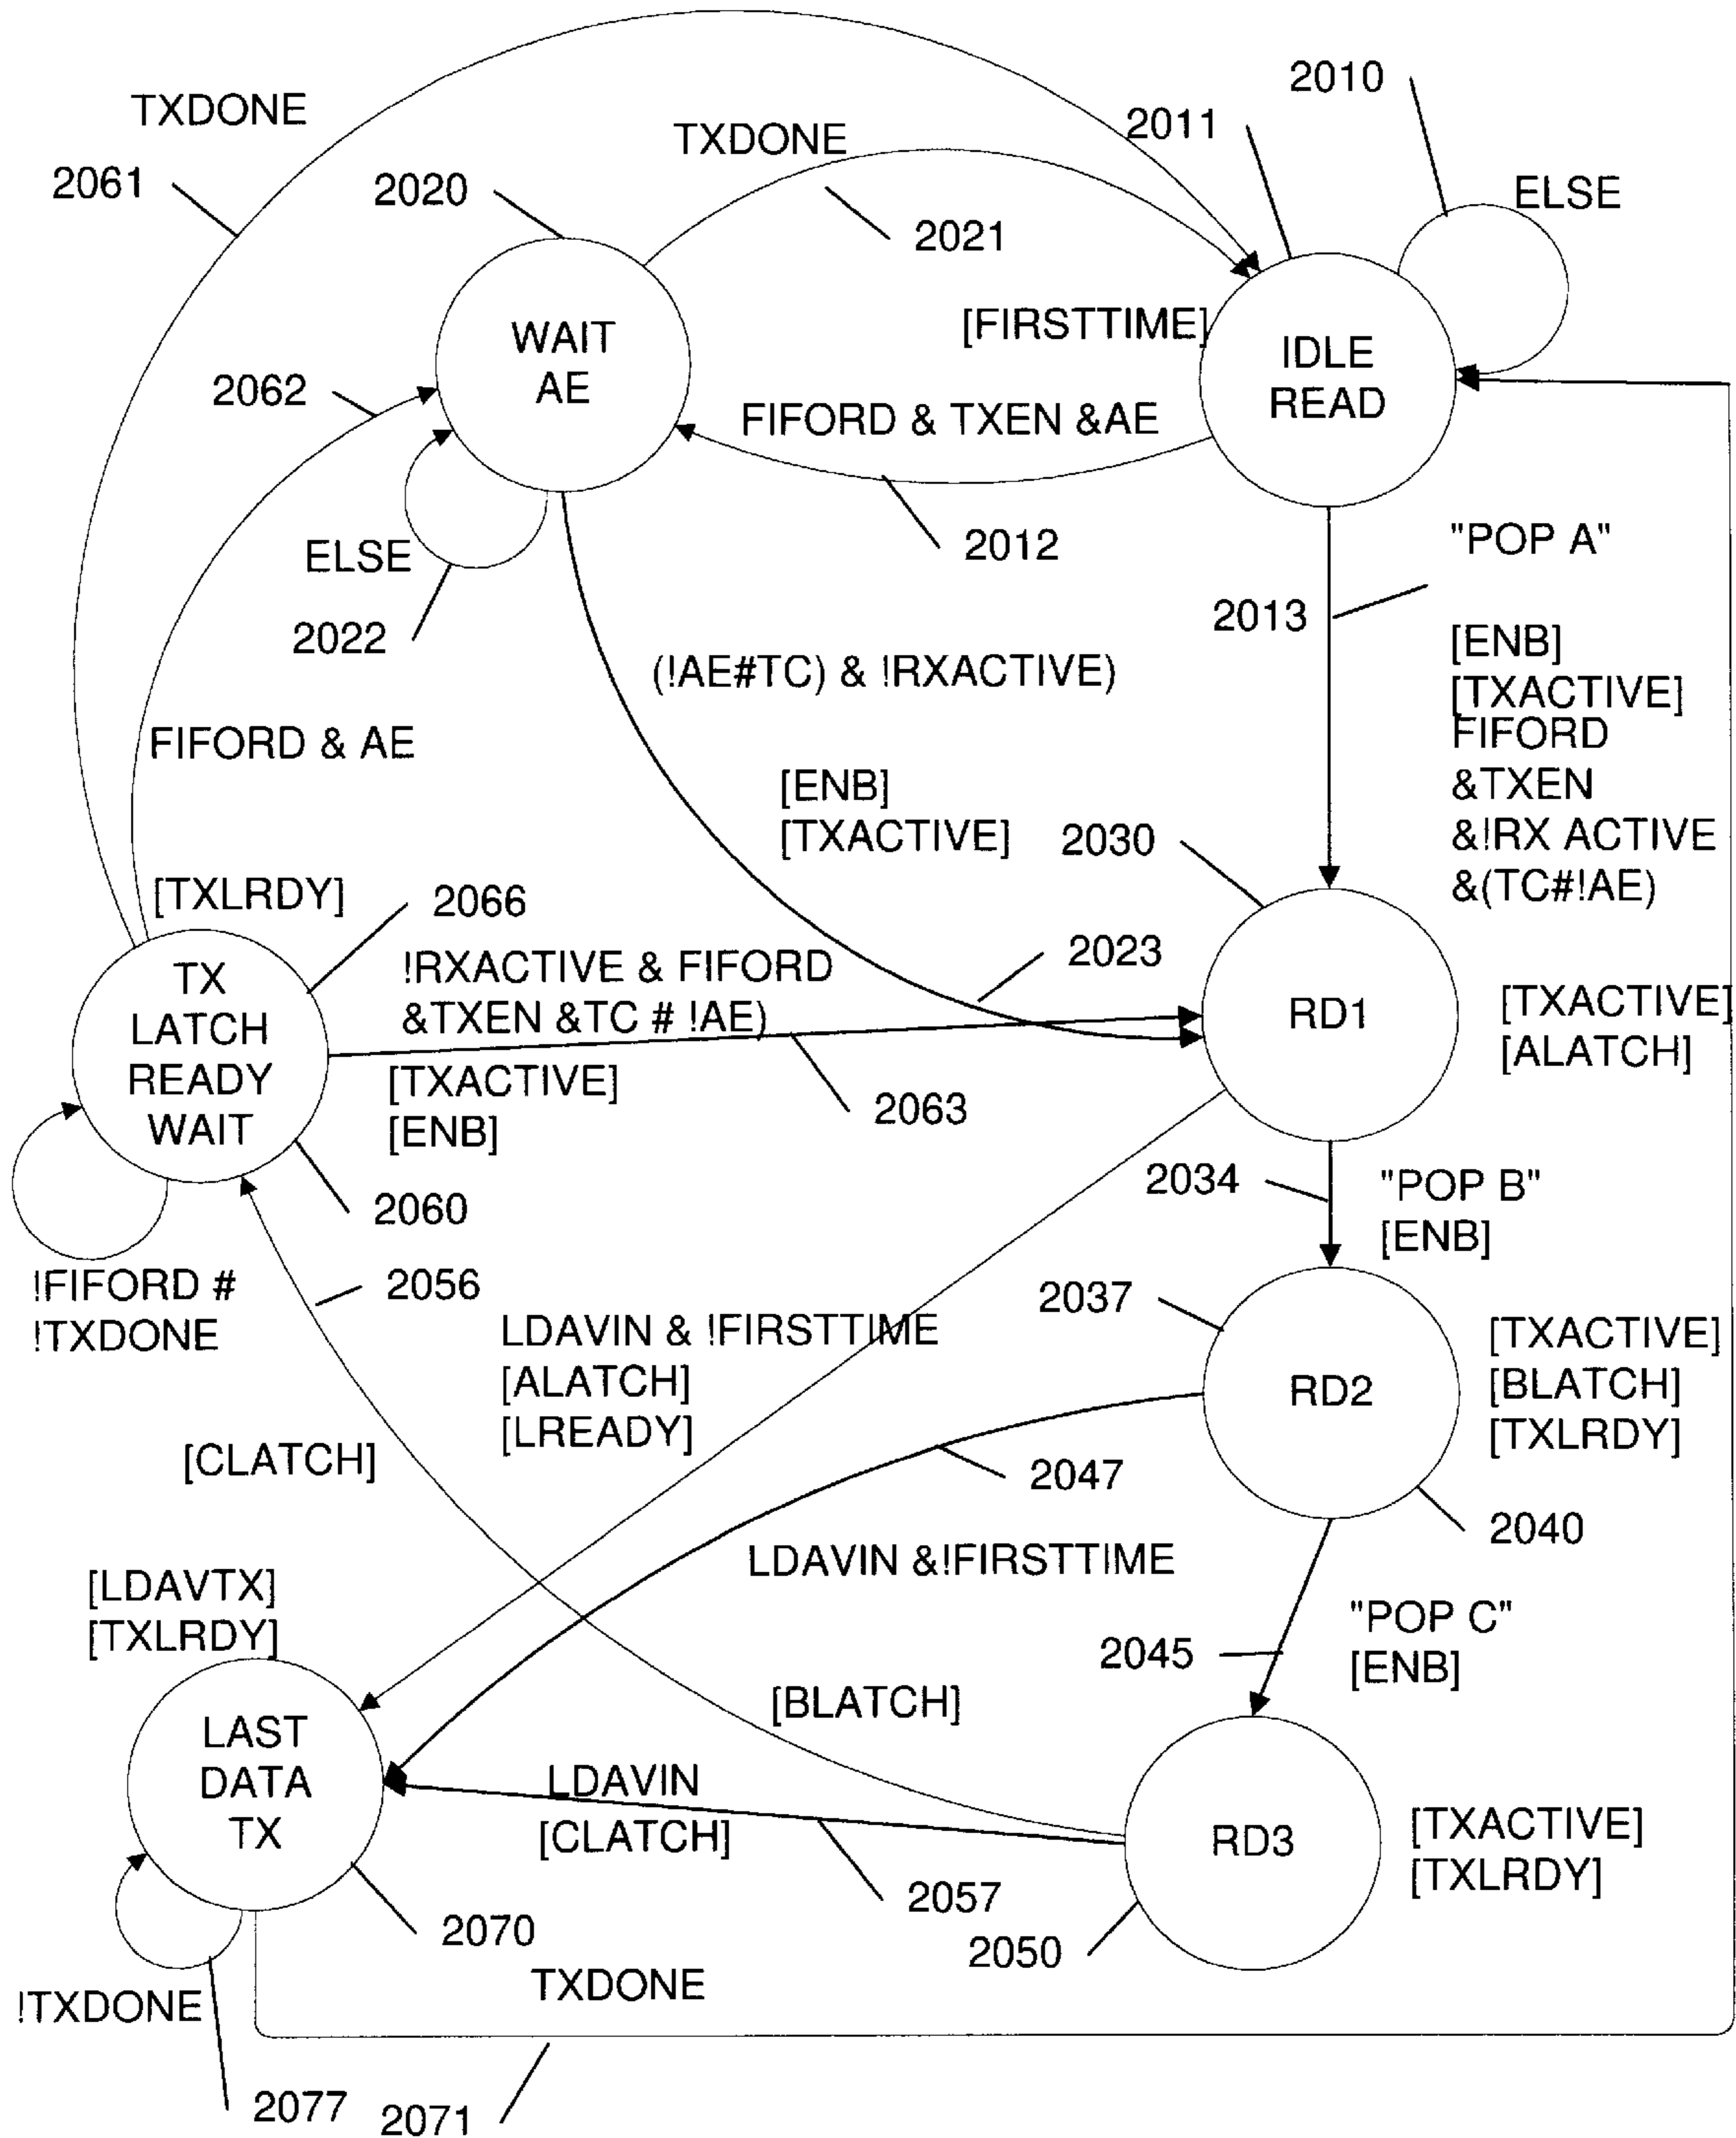 2010
TXDONE
2011
TXDONE
2061
2020
ELSE
2021
WAIT
AE
[FIRSTTIME]
IDLE
READ
2062
FIFORD & TXEN &AE
2012
"POP A"
ELSE
2013
2022
[ENB]
[TXACTIVE]
FIFORD
&TXEN
&!RX ACTIVE
&(TC#!AE)
(!AE#TC) & !RXACTIVE)
FIFORD & AE
[ENB]
[TXACTIVE]
2030
[TXLRDY]
2066
2023
TX
LATCH
READY
WAIT
!RXACTIVE & FIFORD
&TXEN &TC # !AE)
RD1
[TXACTIVE]
[ALATCH]
[TXACTIVE]
[ENB]
2063
2034
"POP B"
[ENB]
2060
!FIFORD #
!TXDONE
2056
2037
LDAVIN & !FIRSTTIME
[ALATCH]
[LREADY]
RD2
[TXACTIVE]
[BLATCH]
[TXLRDY]
[CLATCH]
2047
2040
LDAVIN &!FIRSTTIME
[LDAVTX]
[TXLRDY]
"POP C"
[ENB]
2045
[BLATCH]
LAST
DATA
TX
LDAVIN
[CLATCH]
RD3
[TXACTIVE]
[TXLRDY]
2057
2070
2050
TXDONE
!TXDONE
2077
2071